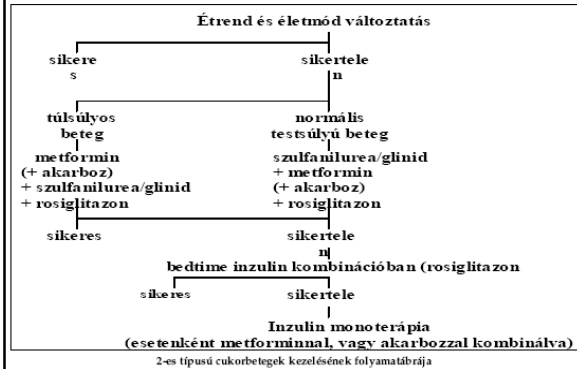 Étrend és életmód változtatás
sikere sikertele
s n
túlsúlyos normális
beteg testsúlyú beteg
metformin szulfanilurea/glinid
(+ akarboz) + metformin
+ szulfanilurea/glinid (+ akarboz)
+ rosiglitazon + rosiglitazon
sikeres sikertele
n
bedtime inzulin kombinációban (rosiglitazon
sikeres sikertele
Inzulin monoterápia
(esetenként metforminnal, vagy akarbozzal kombinálva)
2-es típusú cukorbetegek kezelésének folyamatábrája